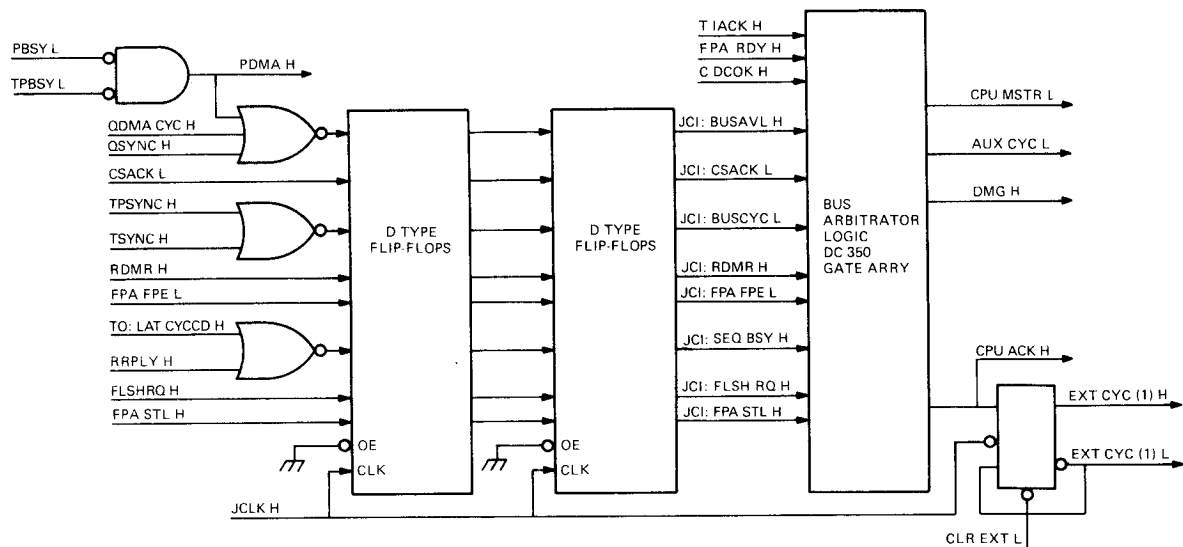 PBSY L
TPBSY L
PDMA H
QDMA CYC H
QSYNC H
CSACK L
TPSYNC H
TSYNC H
RDMR H
FPA FPE L
TO: LAT CYCCD H
RRPLY H
FLSHRQ H
FPA STL H
JCLK H
D TYPE
FLIP-FLOPS
OE
CLK
D TYPE
FLIP-FLOPS
OE
CLK
T IACK H
FPA RDY H
C DCOK H
JCI: BUSAVL H
JCI: CSACK L
JCI: BUSCYC L
JCI: RDMR H
JCI: FPA FPE L
JCI: SEQ BSY H
JCI: FLSH RQ H
JCI: FPA STL H
BUS
ARBITRATOR
LOGIC
DC 350
GATE ARRY
CPU MSTR L
AUX CYC L
DMG H
CPU ACK H
EXT CYC (1) H
EXT CYC (1) L
CLR EXT L